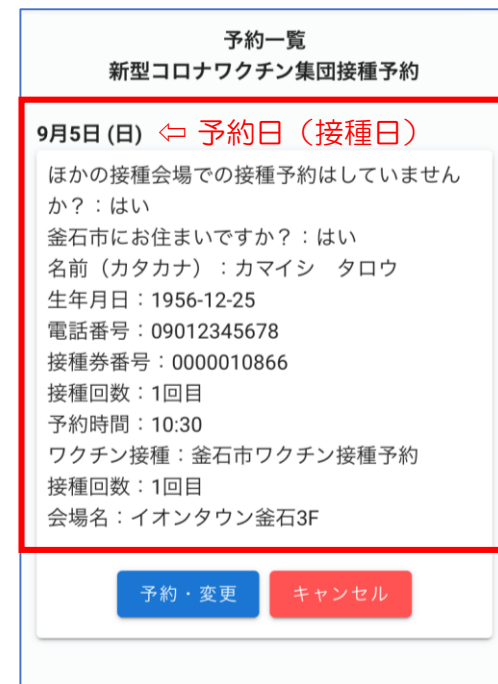 予約一覧
新型コロナワクチン集団接種予約
9月5日 (日) ⇦ 予約日（接種日）
ほかの接種会場での接種予約はしていません
か？：はい
釜石市にお住まいですか？：はい
名前（カタカナ）：カマイシ　タロウ
生年月日：1956-12-25
電話番号：09012345678
接種券番号：0000010866
接種回数：1回目
予約時間：10:30
ワクチン接種：釜石市ワクチン接種予約
接種回数：1回目
会場名：イオンタウン釜石3F
予約・変更 キャンセル